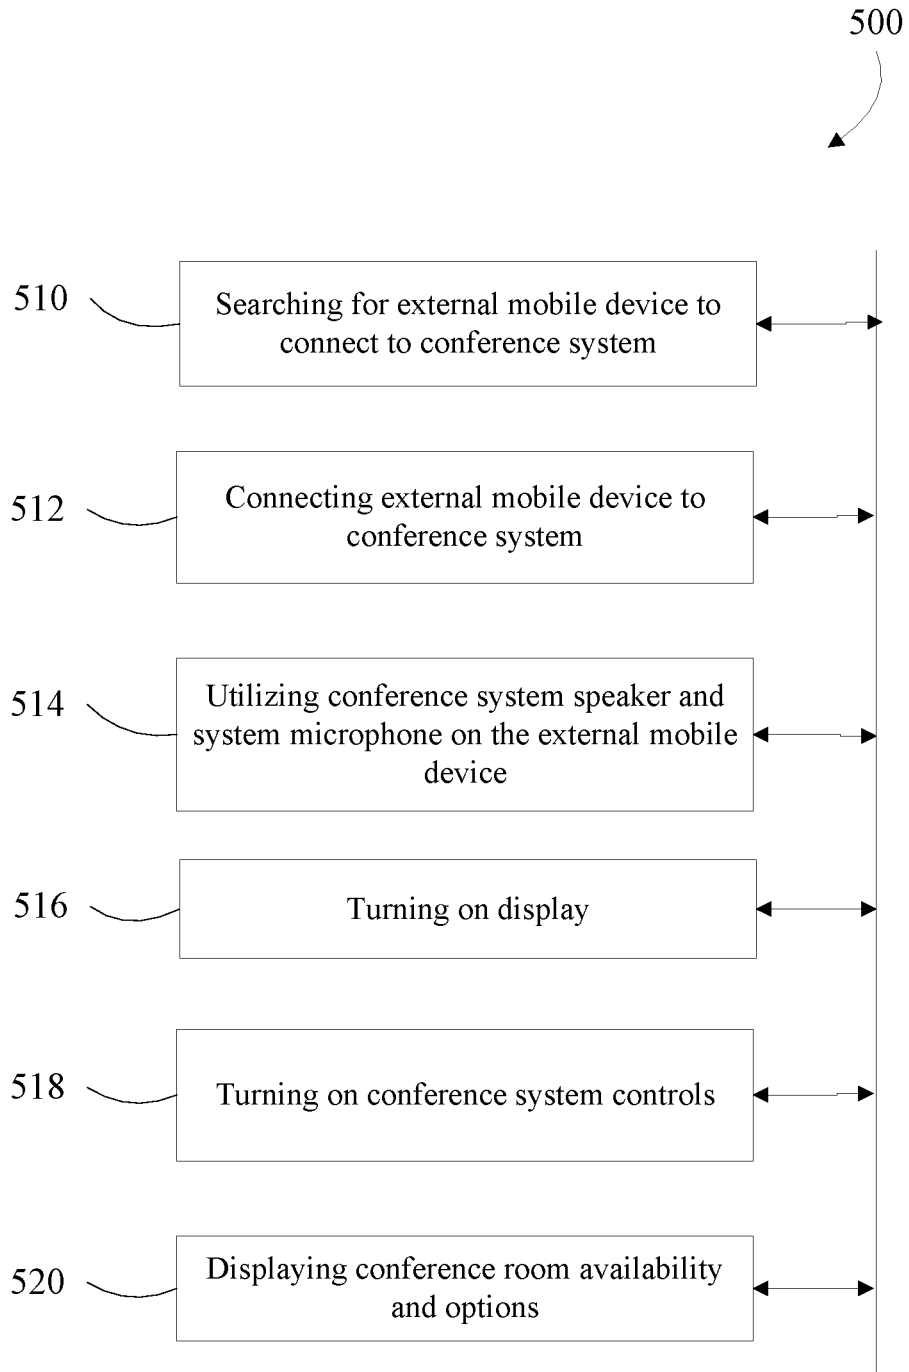 500
510
Searching for external mobile device to
connect to conference system
512
Connecting external mobile device to
conference system
514
Utilizing conference system speaker and
system microphone on the external mobile
device
516
Turning on display
518
Turning on conference system controls
520
Displaying conference room availability
and options